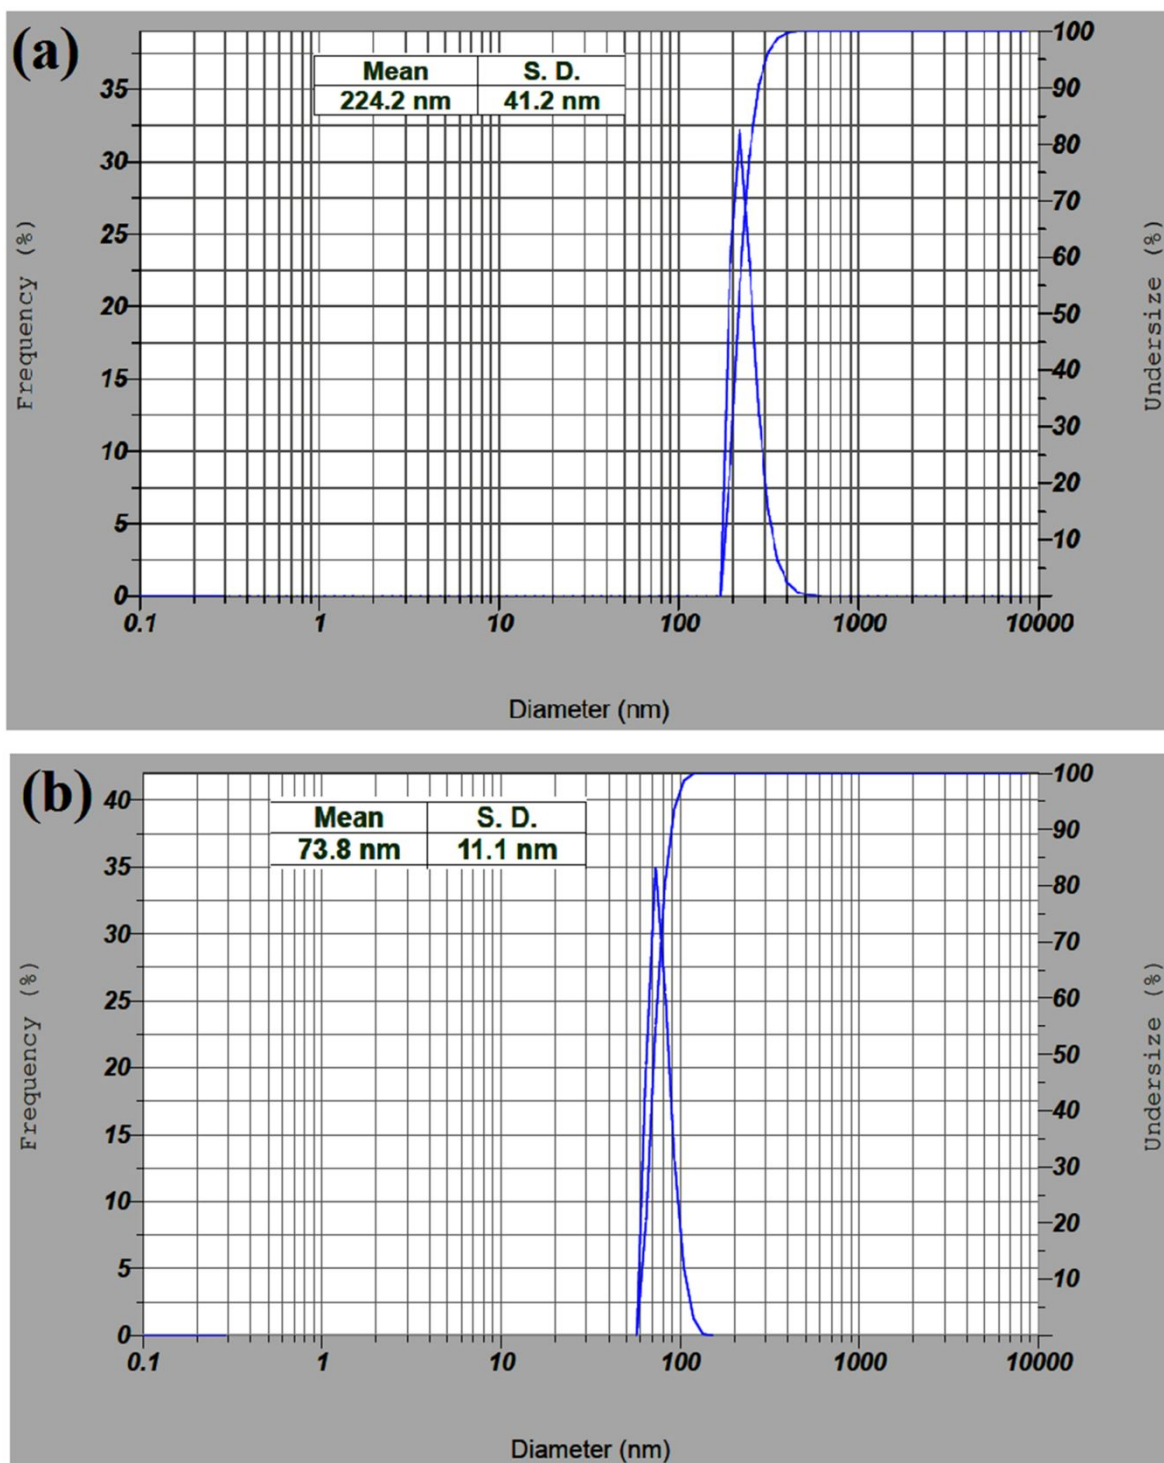 (a)
Mean S. D.
224.2 nm 41.2 nm
Frequency (%)
35
30
25
20
15
10
5
0
100
90
80
70
60
50
40
30
20
10
Undersize (%)
0.1 1 10 100 1000 10000
Diameter (nm)
(b)
Mean S. D.
73.8 nm 11.1 nm
Frequency (%)
40
35
30
25
20
15
10
5
0
100
90
80
70
60
50
40
30
20
10
Undersize (%)
0.1 1 10 100 1000 10000
Diameter (nm)